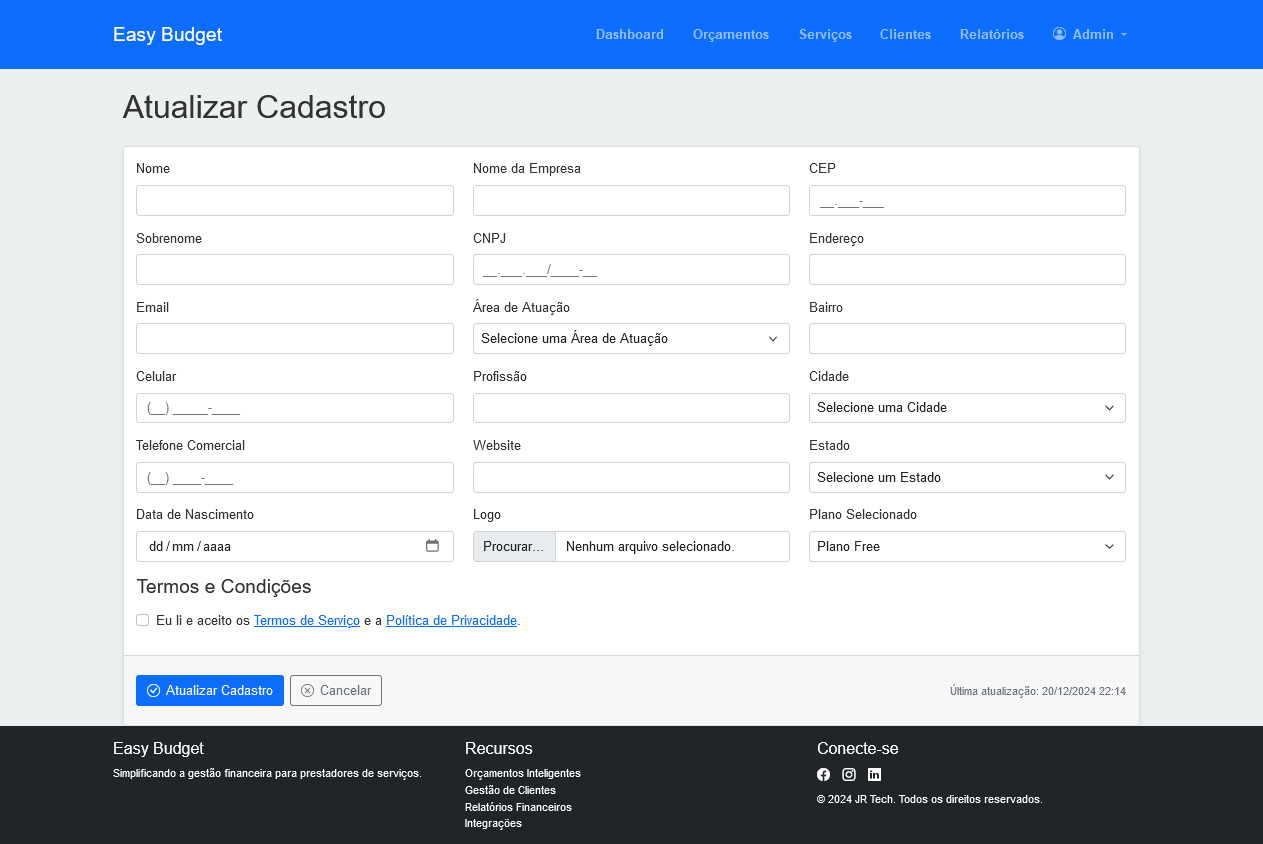 Easy Budget
Dashboard Orçamentos Serviços Clientes Relatórios Admin
Atualizar Cadastro
Nome Nome da Empresa CEP
__.___-___
Sobrenome CNPJ Endereço
__.___.___/____-__
Email Área de Atuação Bairro
Selecione uma Área de Atuação
Celular Profissão Cidade
(__) _____-____ Selecione uma Cidade
Telefone Comercial Website Estado
(__) ____-____ Selecione um Estado
Data de Nascimento Logo Plano Selecionado
dd/mm/aaaa Procurar... Nenhum arquivo selecionado. Plano Free
Termos e Condições
Eu li e aceito os Termos de Serviço e a Política de Privacidade.
Atualizar Cadastro Cancelar Última atualização: 20/12/2024 22:14
Easy Budget
Simplificando a gestão financeira para prestadores de serviços.
Recursos
Orçamentos Inteligentes
Gestão de Clientes
Relatórios Financeiros
Integrações
Conecte-se
© 2024 JR Tech. Todos os direitos reservados.